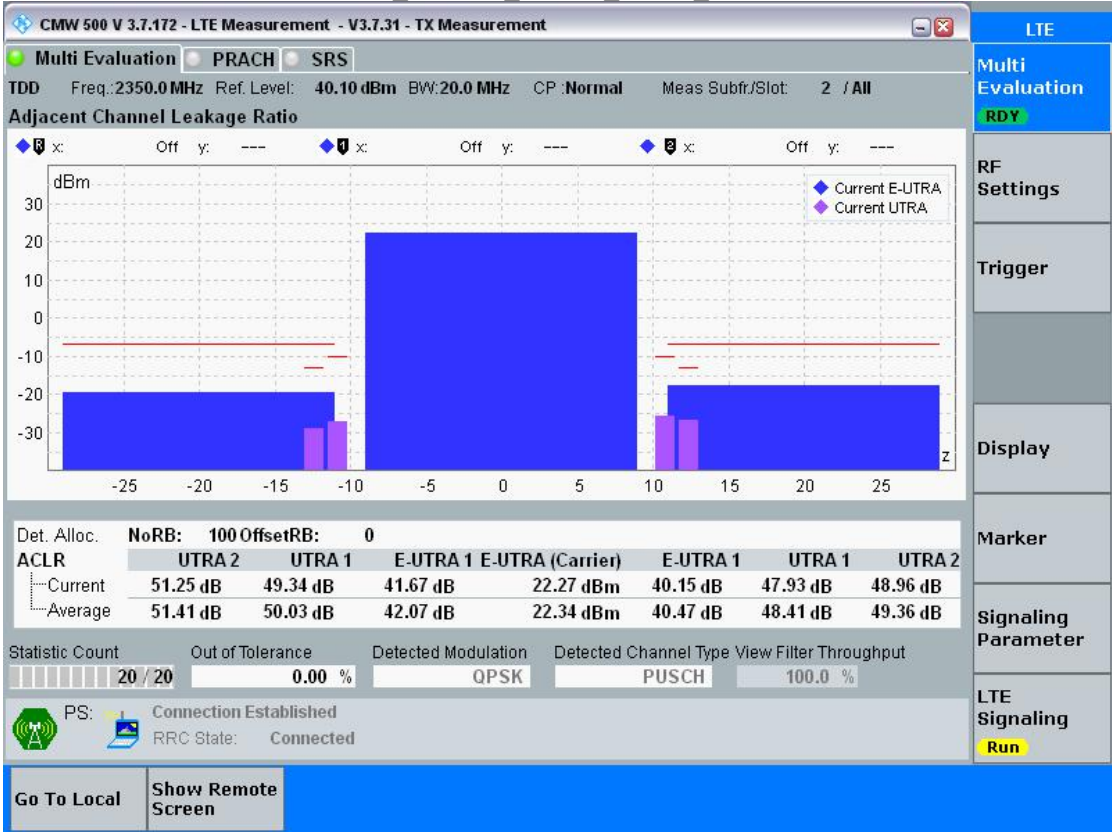 CMW 500 V 3.7.172 - LTE Measurement - V3.7.31 - TX Measurement
LTE
Multi Evaluation PRACH SRS
Multi
Evaluation
RDY
TDD Freq.:2350.0 MHz Ref. Level: 40.10 dBm BW:20.0 MHz CP :Normal Meas Subfr./Slot: 2 / All
Adjacent Channel Leakage Ratio
R x: Off y: --- 1 x: Off y: --- 2 x: Off y: ---
dBm
Current E-UTRA
Current UTRA
30
20
10
0
-10
-20
-30
z
-25 -20 -15 -10 -5 0 5 10 15 20 25
RF
Settings
Trigger
Display
Marker
Signaling
Parameter
LTE
Signaling
Run
Det. Alloc. NoRB: 100 OffsetRB: 0
ACLR UTRA 2 UTRA 1 E-UTRA 1 E-UTRA (Carrier) E-UTRA 1 UTRA 1 UTRA 2
Current 51.25 dB 49.34 dB 41.67 dB 22.27 dBm 40.15 dB 47.93 dB 48.96 dB
Average 51.41 dB 50.03 dB 42.07 dB 22.34 dBm 40.47 dB 48.41 dB 49.36 dB
Statistic Count Out of Tolerance Detected Modulation Detected Channel Type View Filter Throughput
20 / 20 0.00 % QPSK PUSCH 100.0 %
PS: Connection Established
RRC State: Connected
Go To Local
Show Remote
Screen